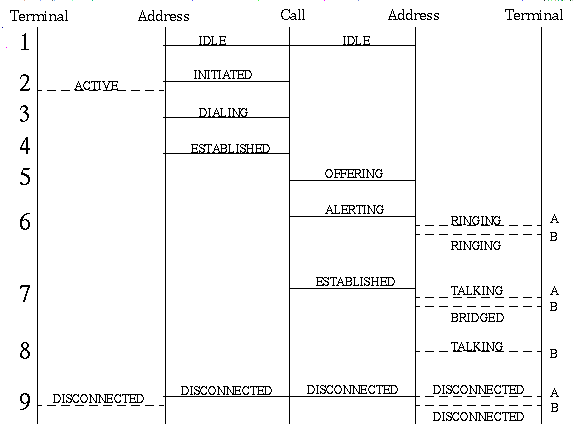 Terminal Address Call Address Terminal
1 IDLE IDLE
INITIATED
2 ACTIVE
3 DIALING
4 ESTABLISHED
5 OFFERING
ALERTING
6 RINGING A
B
RINGING
ESTABLISHED
7 TALKING A
B
BRIDGED
8 TALKING B
DISCONNECTED DISCONNECTED DISCONNECTED A
9 DISCONNECTED B
DISCONNECTED